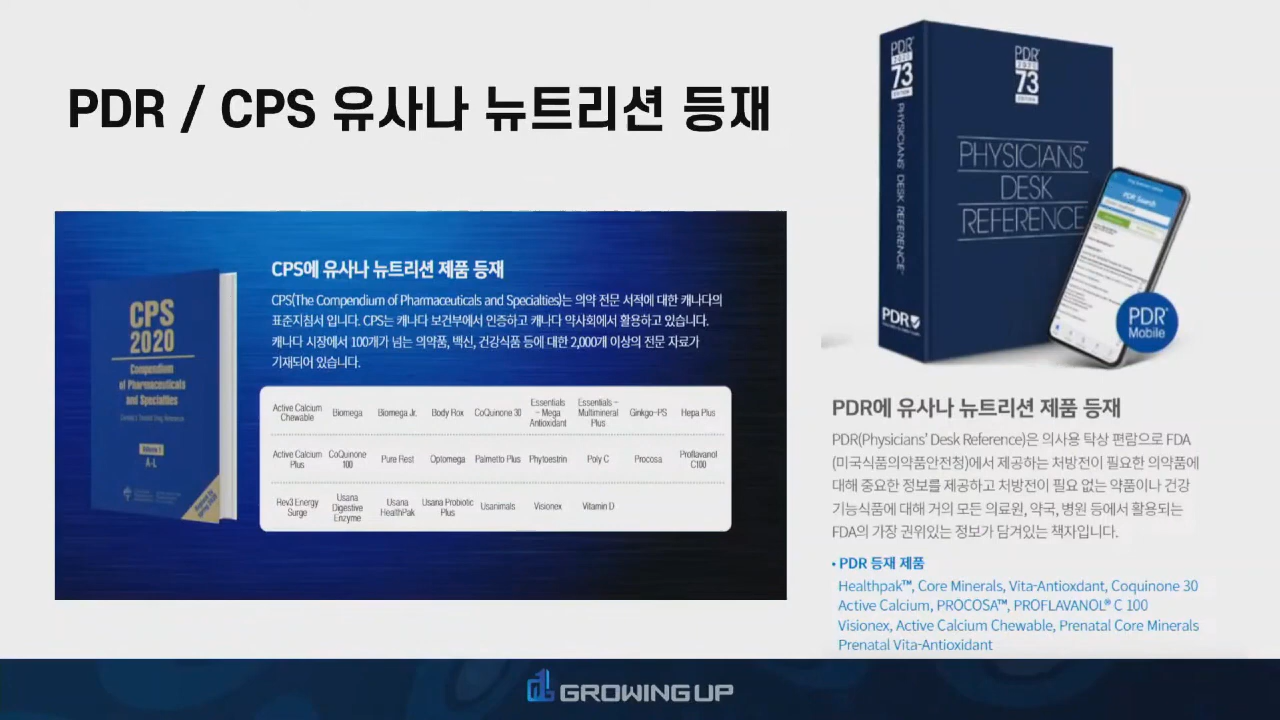 PDR / CPS 유사나 뉴트리션 등재
CPS에 유사나 뉴트리션 제품 등재
CPS(The Compendium of Pharmaceuticals and Specialties)는 의약 전문 서적에 대한 캐나다의
표준지침서 입니다. CPS는 캐나다 보건부에서 인증하고 캐나다 약사회에서 활용하고 있습니다.
캐나다 시장에서 100개가 넘는 의약품, 백신, 건강식품 등에 대한 2,000개 이상의 전문 자료가
기재되어 있습니다.
CPS
2020
Compendium
of Pharmaceuticals
and Specialties
Volume 1
A-L
Active Calcium Chewable
Biomega
Biomega Jr.
Body Rox
CoQuinone 30
Essentials – Mega Antioxidant
Essentials – Multimineral Plus
Ginkgo-PS
Hepa Plus
Active Calcium Plus
CoQuinone 100
Pure Rest
Optomega
Palmetto Plus
Phytoestrin
Poly C
Procosa
Proflavanol C100
Rev3 Energy Surge
Usana Digestive Enzyme
Usana HealthPak
Usana Probiotic Plus
Usanimals
Visionex
Vitamin D
PDR
73
EDITION
PHYSICIANS' DESK REFERENCE
PDR
PDR
73
EDITION
PHYSICIANS'
DESK
REFERENCE
PDR Search
PDR
Mobile
PDR에 유사나 뉴트리션 제품 등재
PDR(Physicians' Desk Reference)은 의사용 탁상 편람으로 FDA
(미국식품의약품안전청)에서 제공하는 처방전이 필요한 의약품에
대해 중요한 정보를 제공하고 처방전이 필요 없는 약품이나 건강
기능식품에 대해 거의 모든 의료원, 약국, 병원 등에서 활용되는
FDA의 가장 권위있는 정보가 담겨있는 책자입니다.
• PDR 등재 제품
Healthpak™, Core Minerals, Vita-Antioxdant, Coquinone 30
Active Calcium, PROCOSA™, PROFLAVANOL® C 100
Visionex, Active Calcium Chewable, Prenatal Core Minerals
Prenatal Vita-Antioxidant
GROWING UP